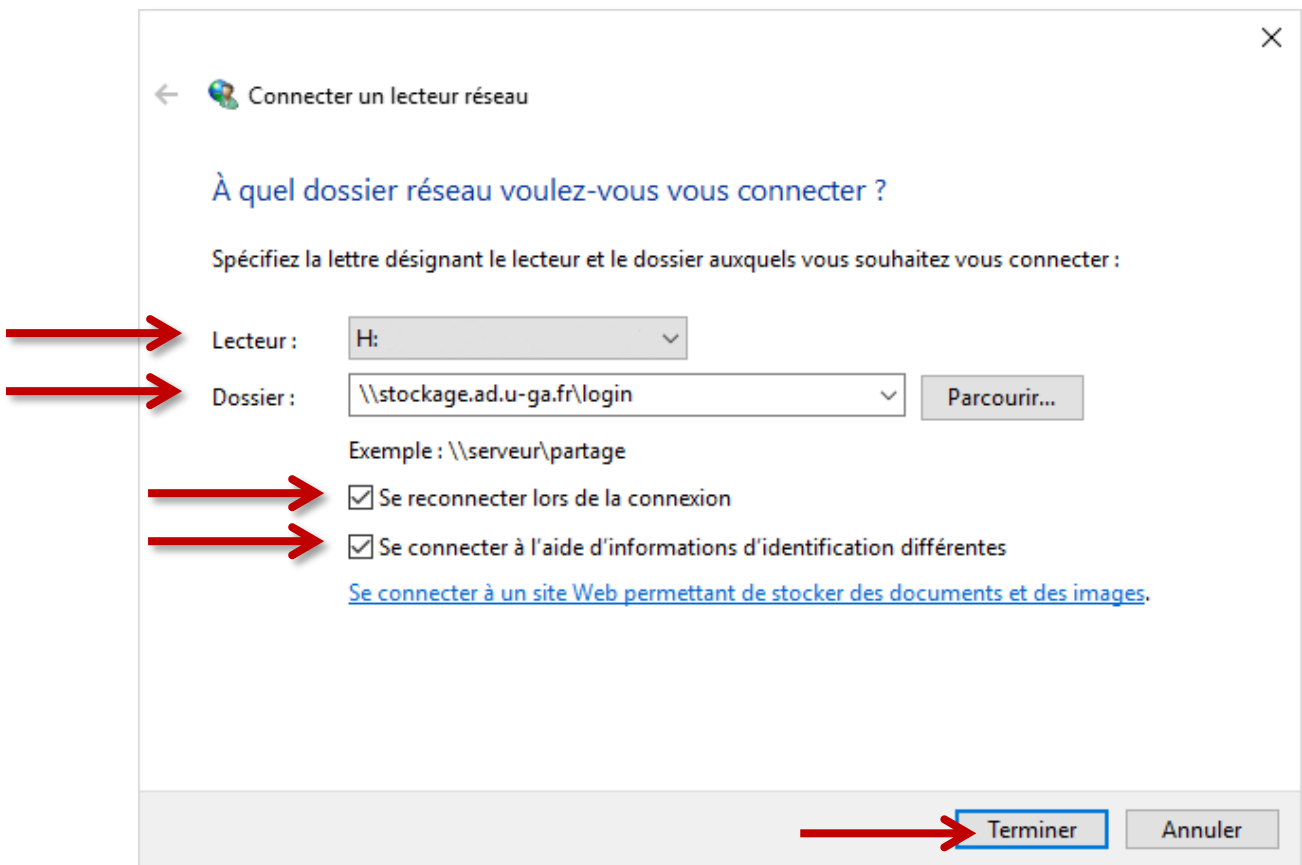 Connecter un lecteur réseau
À quel dossier réseau voulez-vous vous connecter ?
Spécifiez la lettre désignant le lecteur et le dossier auxquels vous souhaitez vous connecter :
Lecteur : H:
Dossier : \\stockage.ad.u-ga.fr\login Parcourir...
Exemple : \\serveur\partage
Se reconnecter lors de la connexion
Se connecter à l’aide d’informations d’identification différentes
Se connecter à un site Web permettant de stocker des documents et des images.
Terminer Annuler